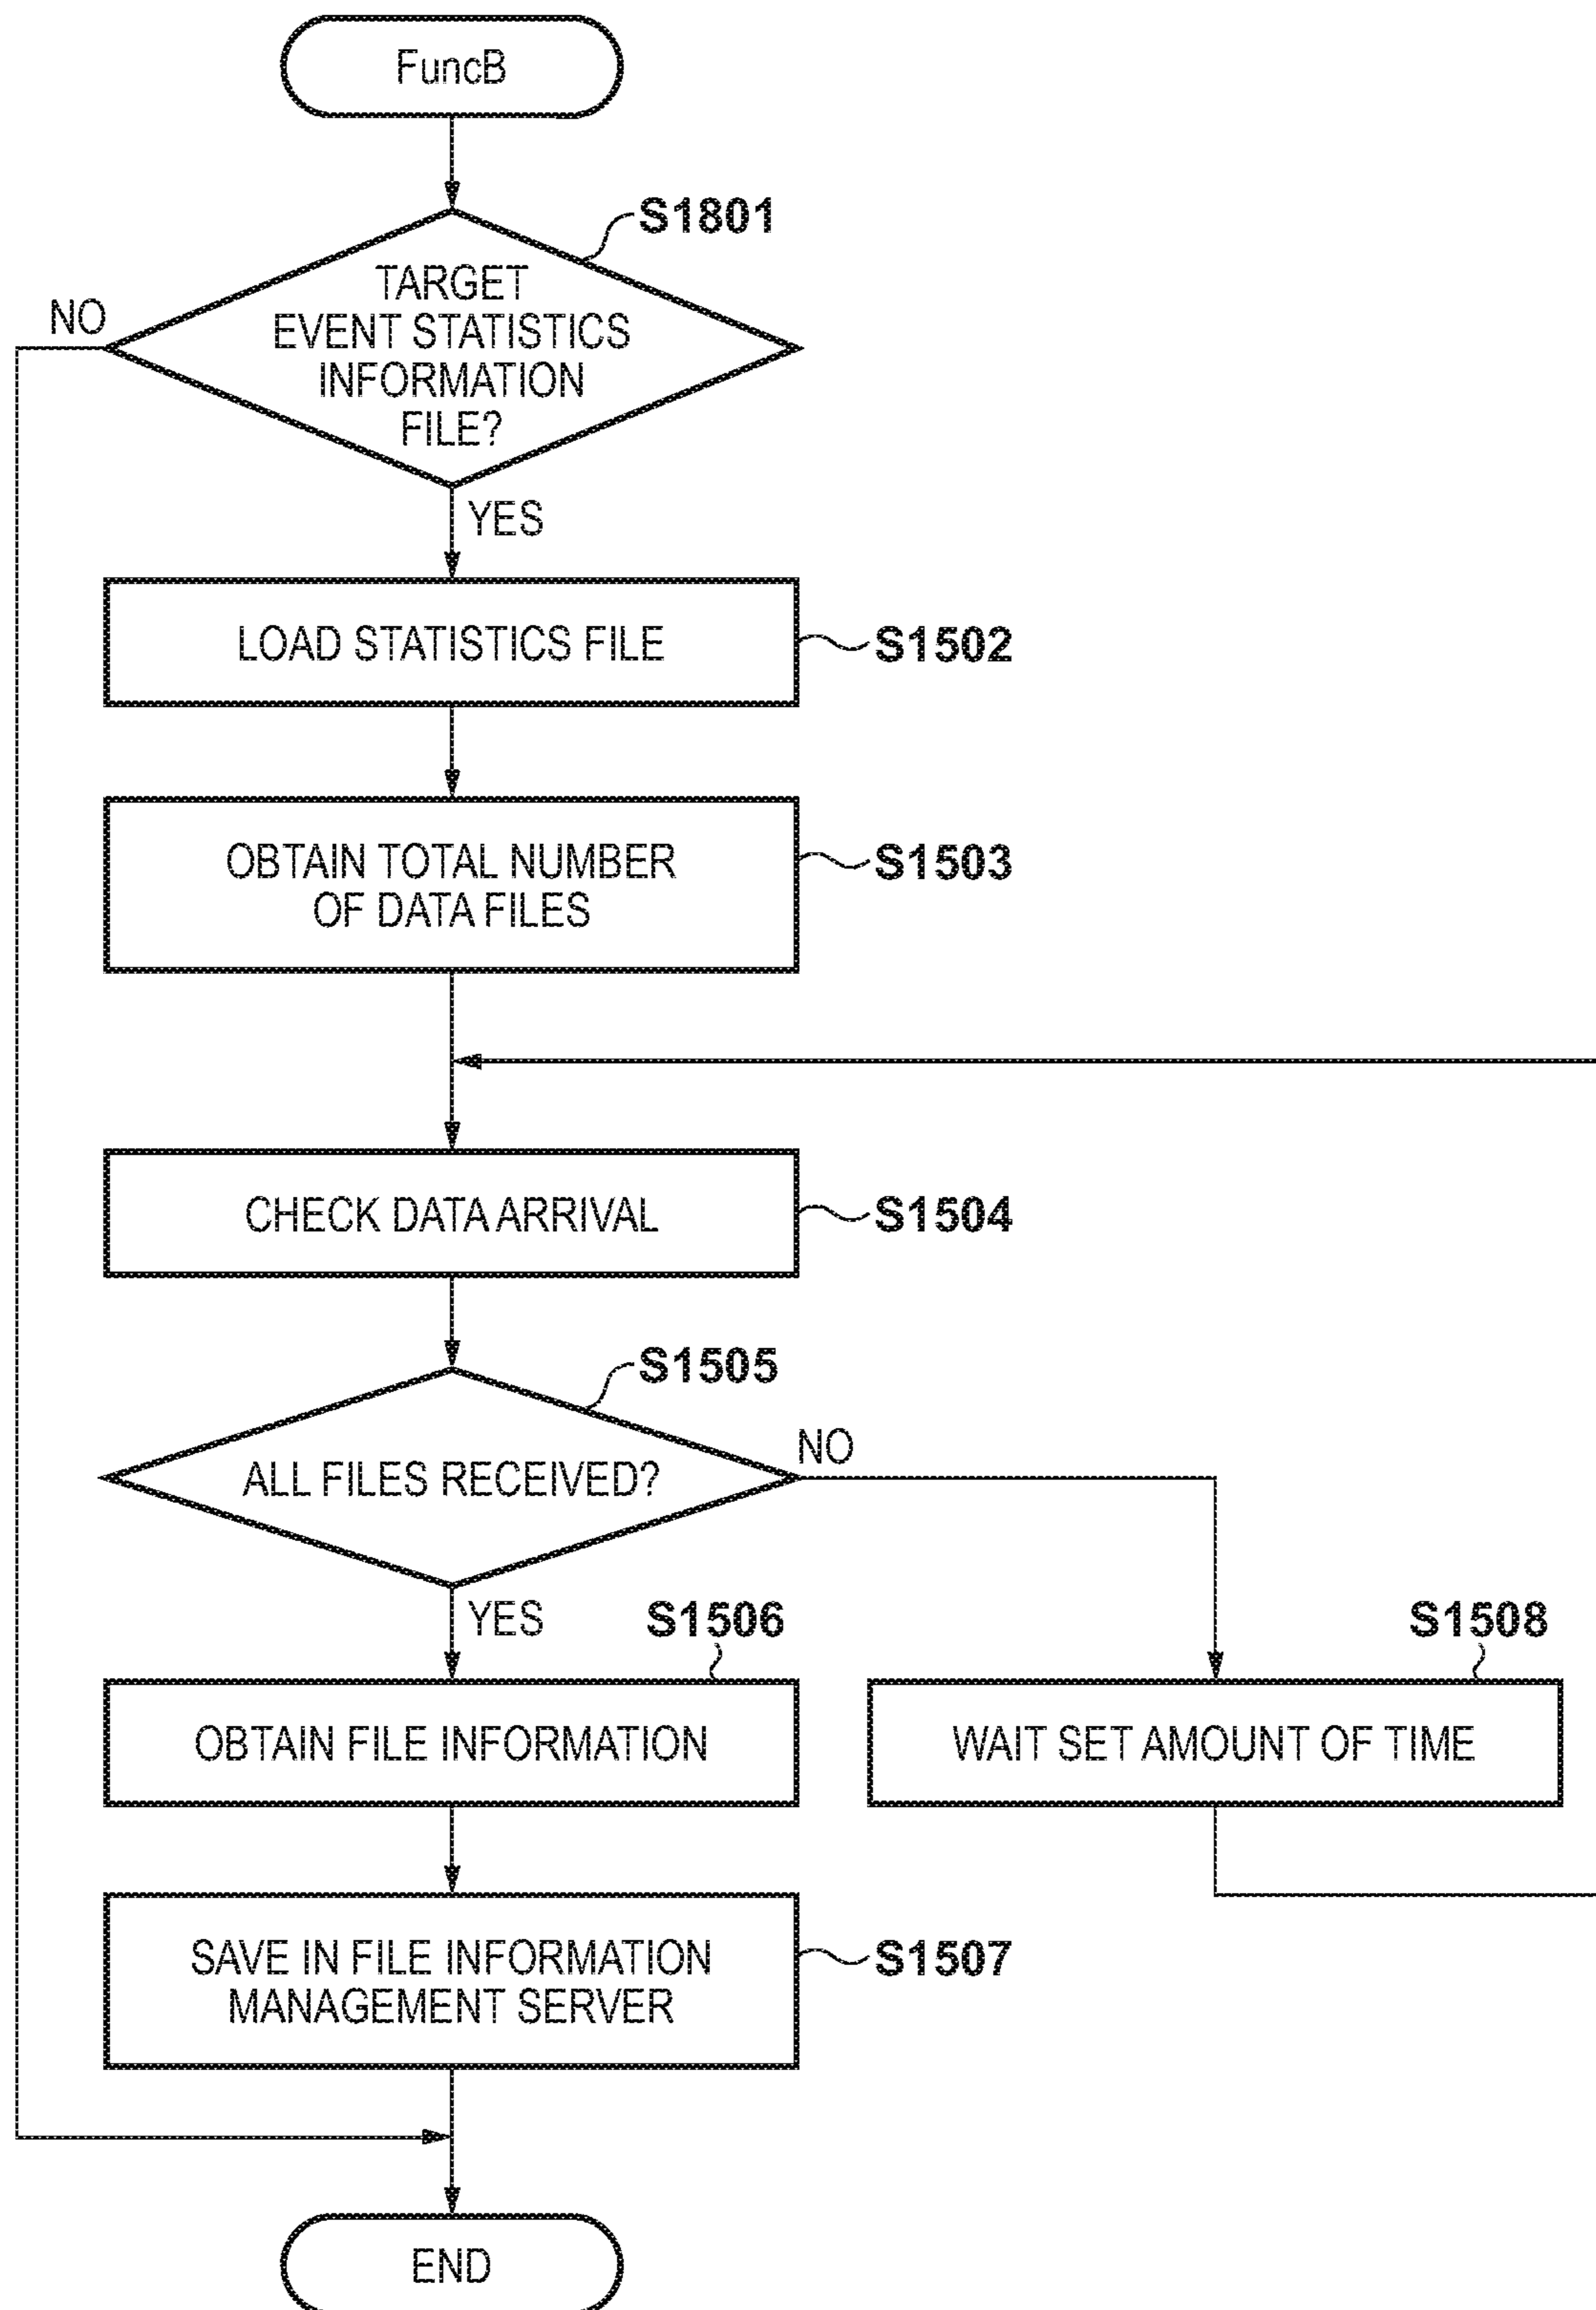 FuncB
S1801
TARGET
EVENT STATISTICS
INFORMATION
FILE?
NO
YES
LOAD STATISTICS FILE
S1502
OBTAIN TOTAL NUMBER
OF DATA FILES
S1503
CHECK DATA ARRIVAL
S1504
S1505
ALL FILES RECEIVED?
NO
YES
S1506
S1508
OBTAIN FILE INFORMATION
WAIT SET AMOUNT OF TIME
SAVE IN FILE INFORMATION
MANAGEMENT SERVER
S1507
END